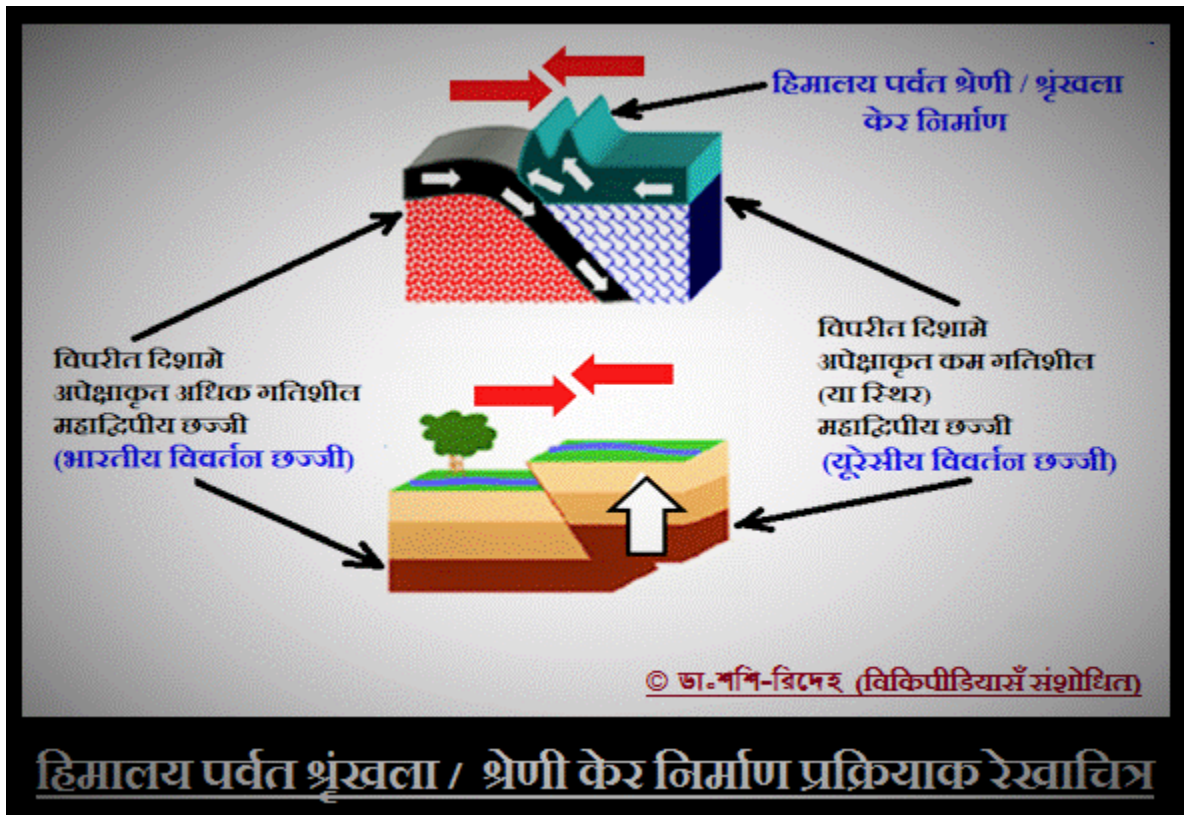 हिमालय पर्वत श्रेणी / श्रृंखला
केर निर्माण
विपरीत दिशामे
अपेक्षाकृत अधिक गतिशील
महाद्विपीय छज्जी
(भारतीय विवर्तन छज्जी)
विपरीत दिशामे
अपेक्षाकृत कम गतिशील
(या स्थिर)
महाद्विपीय छज्जी
(यूरेसीय विवर्तन छज्जी)
© ডা॰শশি-ৱিদেহ (विकिपीडियासँ संशोधित)
हिमालय पर्वत श्रृंखला / श्रेणी केर निर्माण प्रक्रियाक रेखाचित्र